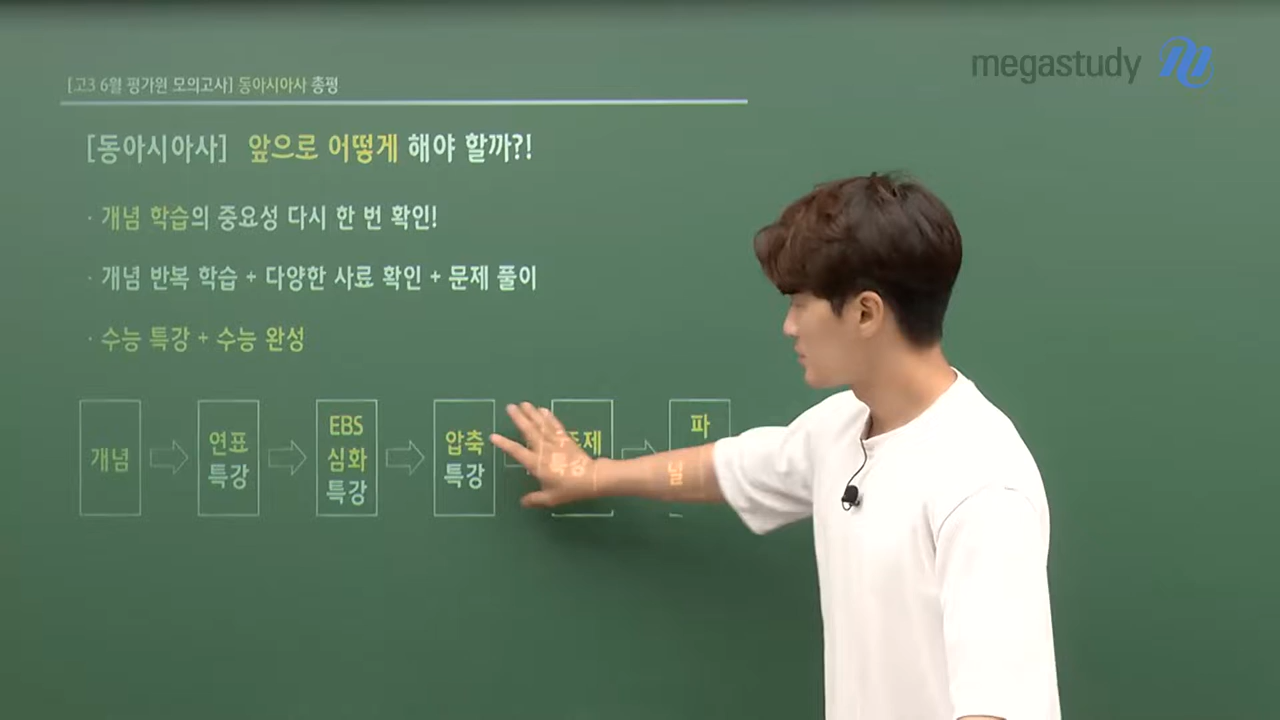 megastudy
[고3 6월 평가원 모의고사] 동아시아사 총평
[동아시아사] 앞으로 어떻게 해야 할까?!
· 개념 학습의 중요성 다시 한 번 확인!
· 개념 반복 학습 + 다양한 사료 확인 + 문제 풀이
· 수능 특강 + 수능 완성
개념
연표
특강
EBS
심화
특강
압축
특강
특강
파
널